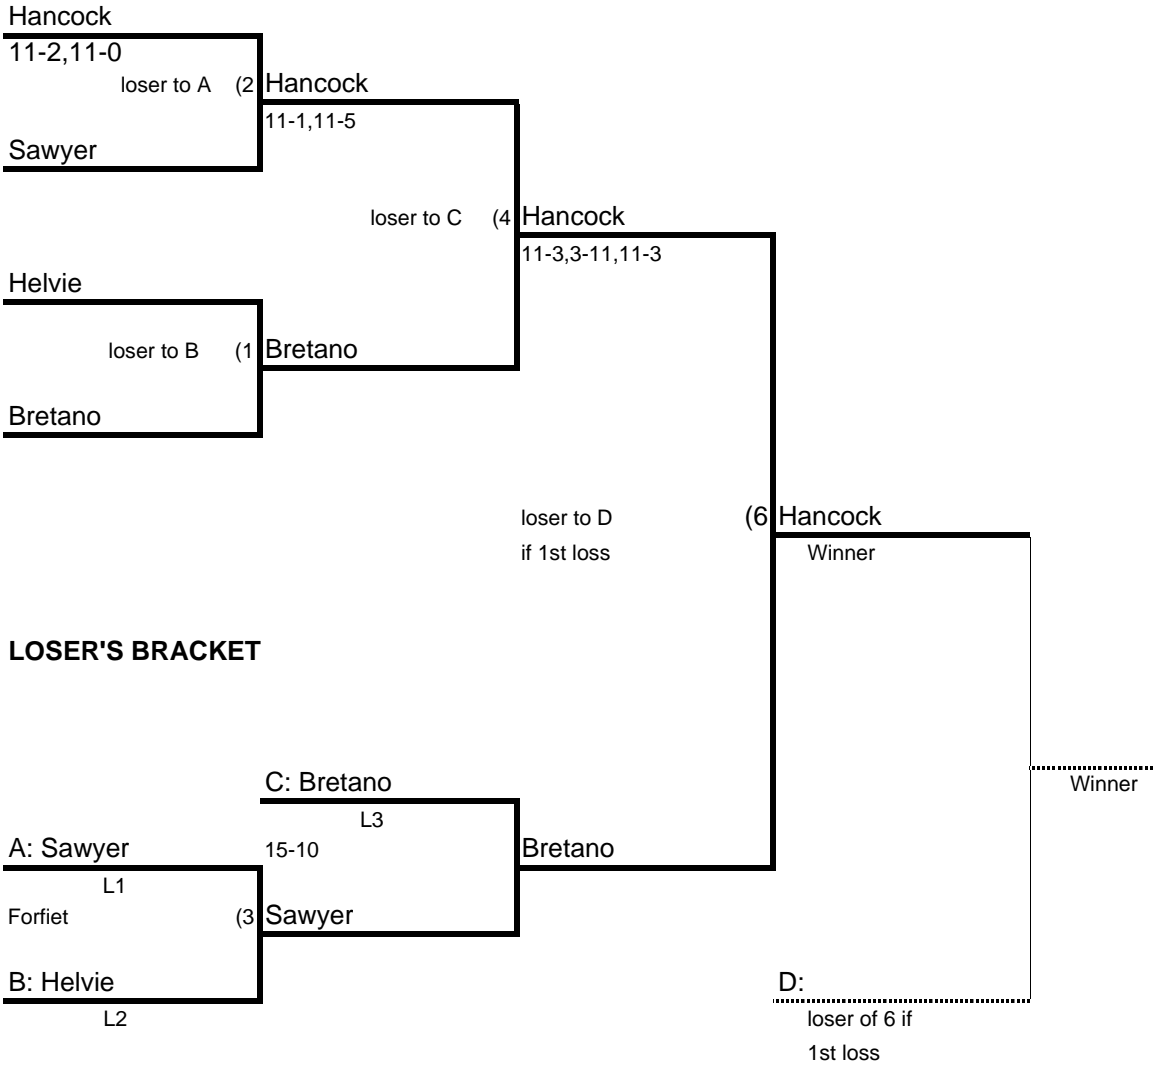 Hancock
11-2,11-0
loser to A (2 Hancock
11-1,11-5
Sawyer
loser to C (4 Hancock
11-3,3-11,11-3
Helvie
loser to B (1 Bretano
Bretano
loser to D (6 Hancock
if 1st loss Winner
LOSER'S BRACKET
C: Bretano
Winner
L3
A: Sawyer 15-10 Bretano
L1
Forfiet (3 Sawyer
B: Helvie D:
L2 loser of 6 if
1st loss